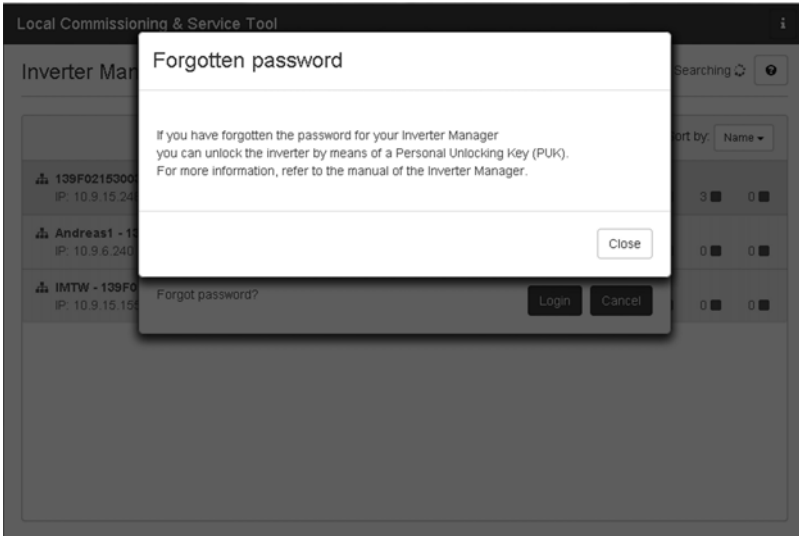 Local Commissioning & Service Tool i
Forgotten password
Inverter Man Searching ?
If you have forgotten the password for your Inverter Manager
you can unlock the inverter by means of a Personal Unlocking Key (PUK).
For more information, refer to the manual of the Inverter Manager.
Sort by: Name
139F02153003
IP: 10.9.15.24 3 0
Close
Andreas1 - 13
IP: 10.9.6.240 0 0
IMTW - 139F0
IP: 10.9.15.15 0 0
Forgot password? Login Cancel